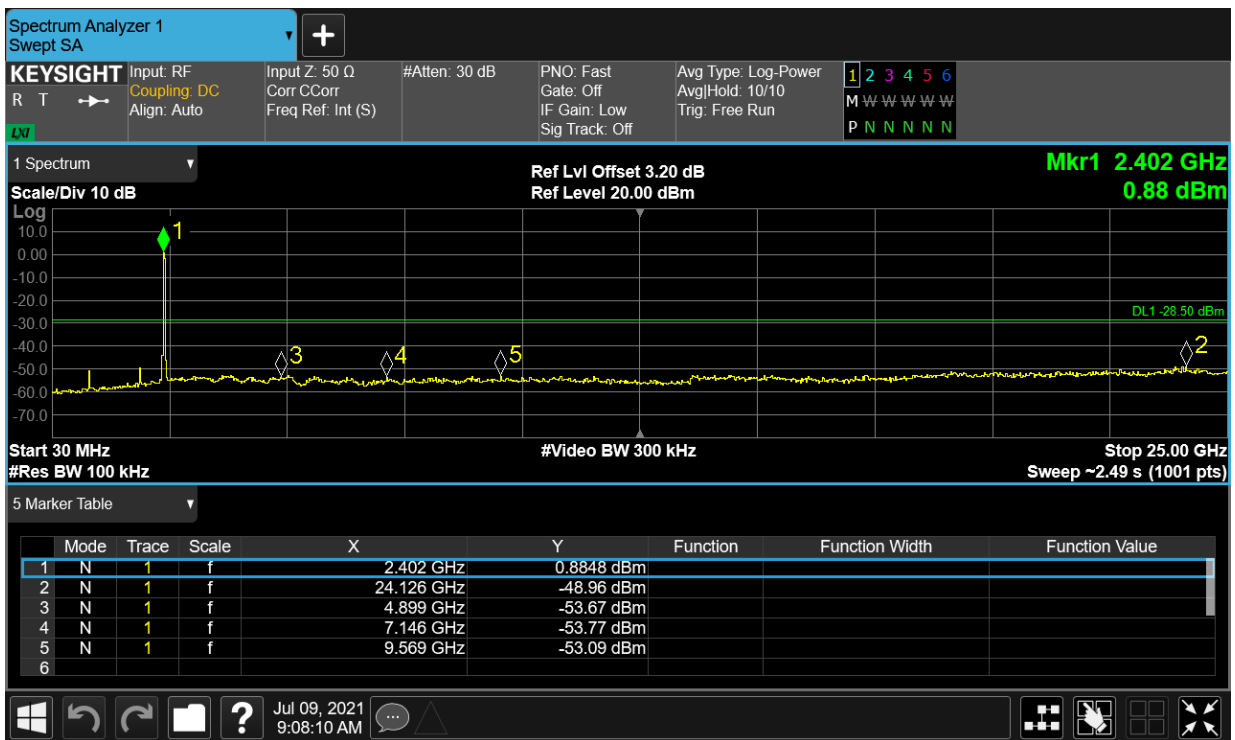 Spectrum Analyzer 1
Swept SA
KEYSIGHT
R T
LXI
Input: RF
Coupling: DC
Align: Auto
Input Z: 50 Ω
Corr CCorr
Freq Ref: Int (S)
#Atten: 30 dB
PNO: Fast
Gate: Off
IF Gain: Low
Sig Track: Off
Avg Type: Log-Power
Avg|Hold: 10/10
Trig: Free Run
1 2 3 4 5 6
M W W W W W
P N N N N N
1 Spectrum
Scale/Div 10 dB
Ref Lvl Offset 3.20 dB
Ref Level 20.00 dBm
Mkr1 2.402 GHz
0.88 dBm
Log
10.0
0.00
-10.0
-20.0
-30.0
-40.0
-50.0
-60.0
-70.0
1
DL1 -28.50 dBm
3
4
5
2
Start 30 MHz
#Res BW 100 kHz
#Video BW 300 kHz
Stop 25.00 GHz
Sweep ~2.49 s (1001 pts)
5 Marker Table
Mode Trace Scale X Y Function Function Width Function Value
1 N 1 f 2.402 GHz 0.8848 dBm
2 N 1 f 24.126 GHz -48.96 dBm
3 N 1 f 4.899 GHz -53.67 dBm
4 N 1 f 7.146 GHz -53.77 dBm
5 N 1 f 9.569 GHz -53.09 dBm
6
?
Jul 09, 2021
9:08:10 AM